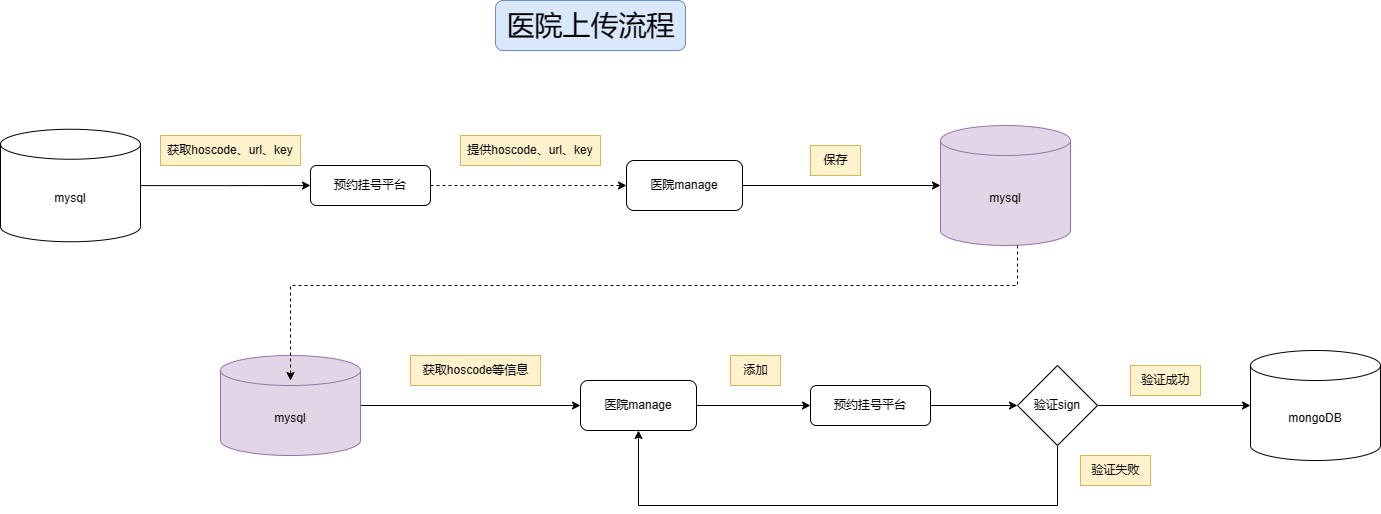 医院上传流程
获取hoscode、url、key
提供hoscode、url、key
保存
mysql
预约挂号平台
医院manage
mysql
获取hoscode等信息
添加
验证成功
mysql
医院manage
预约挂号平台
验证sign
mongoDB
验证失败